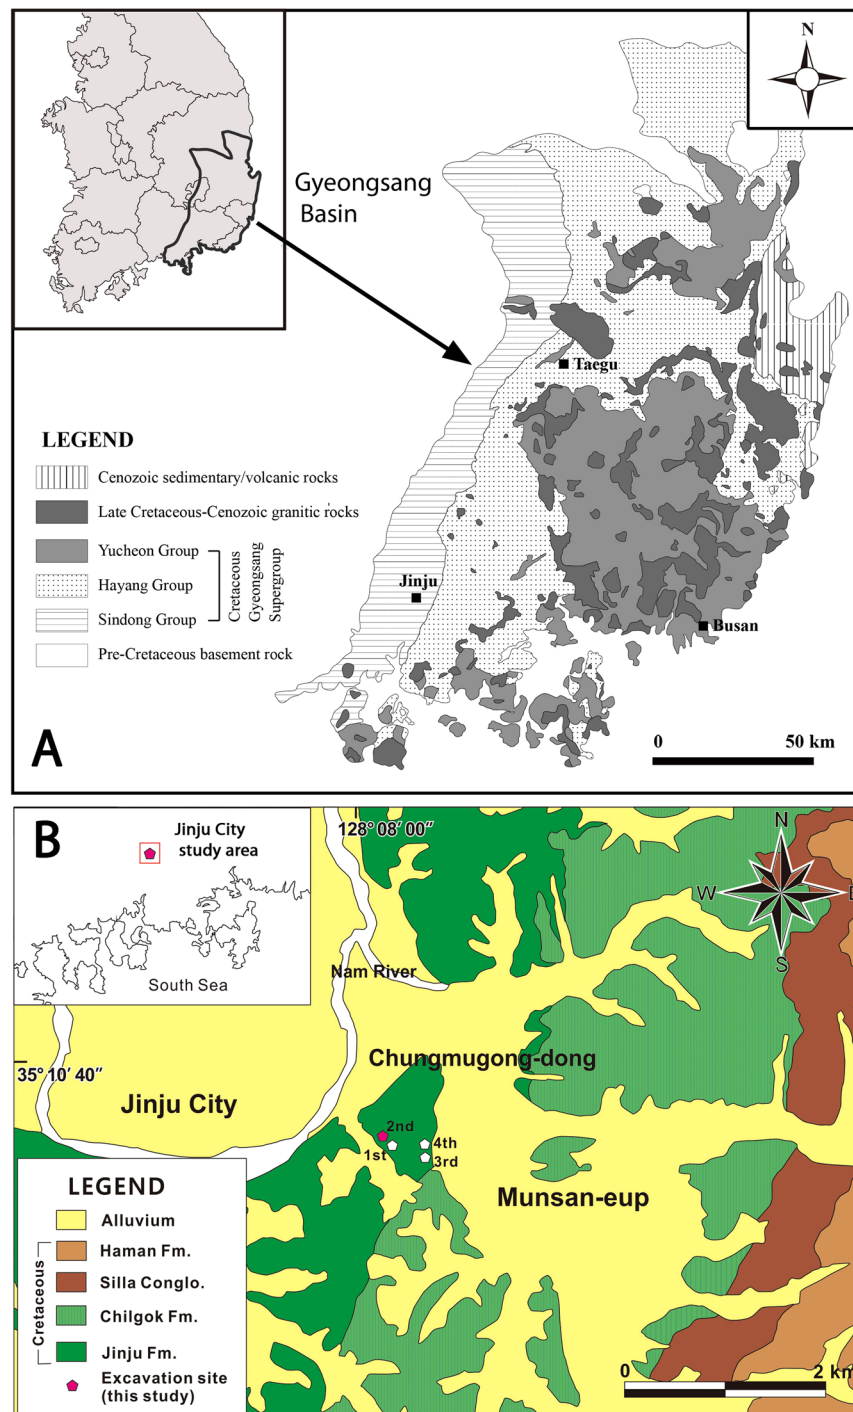 N
Gyeongsang
Basin
Taegu
LEGEND
Cenozoic sedimentary/volcanic rocks
Late Cretaceous-Cenozoic granitic rocks
Yucheon Group
Hayang Group
Sindong Group
Cretaceous
Gyeongsang
Supergroup
Pre-Cretaceous basement rock
Jinju
Busan
A
0 50 km
B
Jinju City
study area
South Sea
128° 08′ 00″
N
W
E
S
Nam River
35° 10′ 40″
Chungmugong-dong
Jinju City
2nd
1st
4th
3rd
Munsan-eup
LEGEND
Alluvium
Cretaceous
Haman Fm.
Silla Conglo.
Chilgok Fm.
Jinju Fm.
Excavation site
(this study)
0 2 km